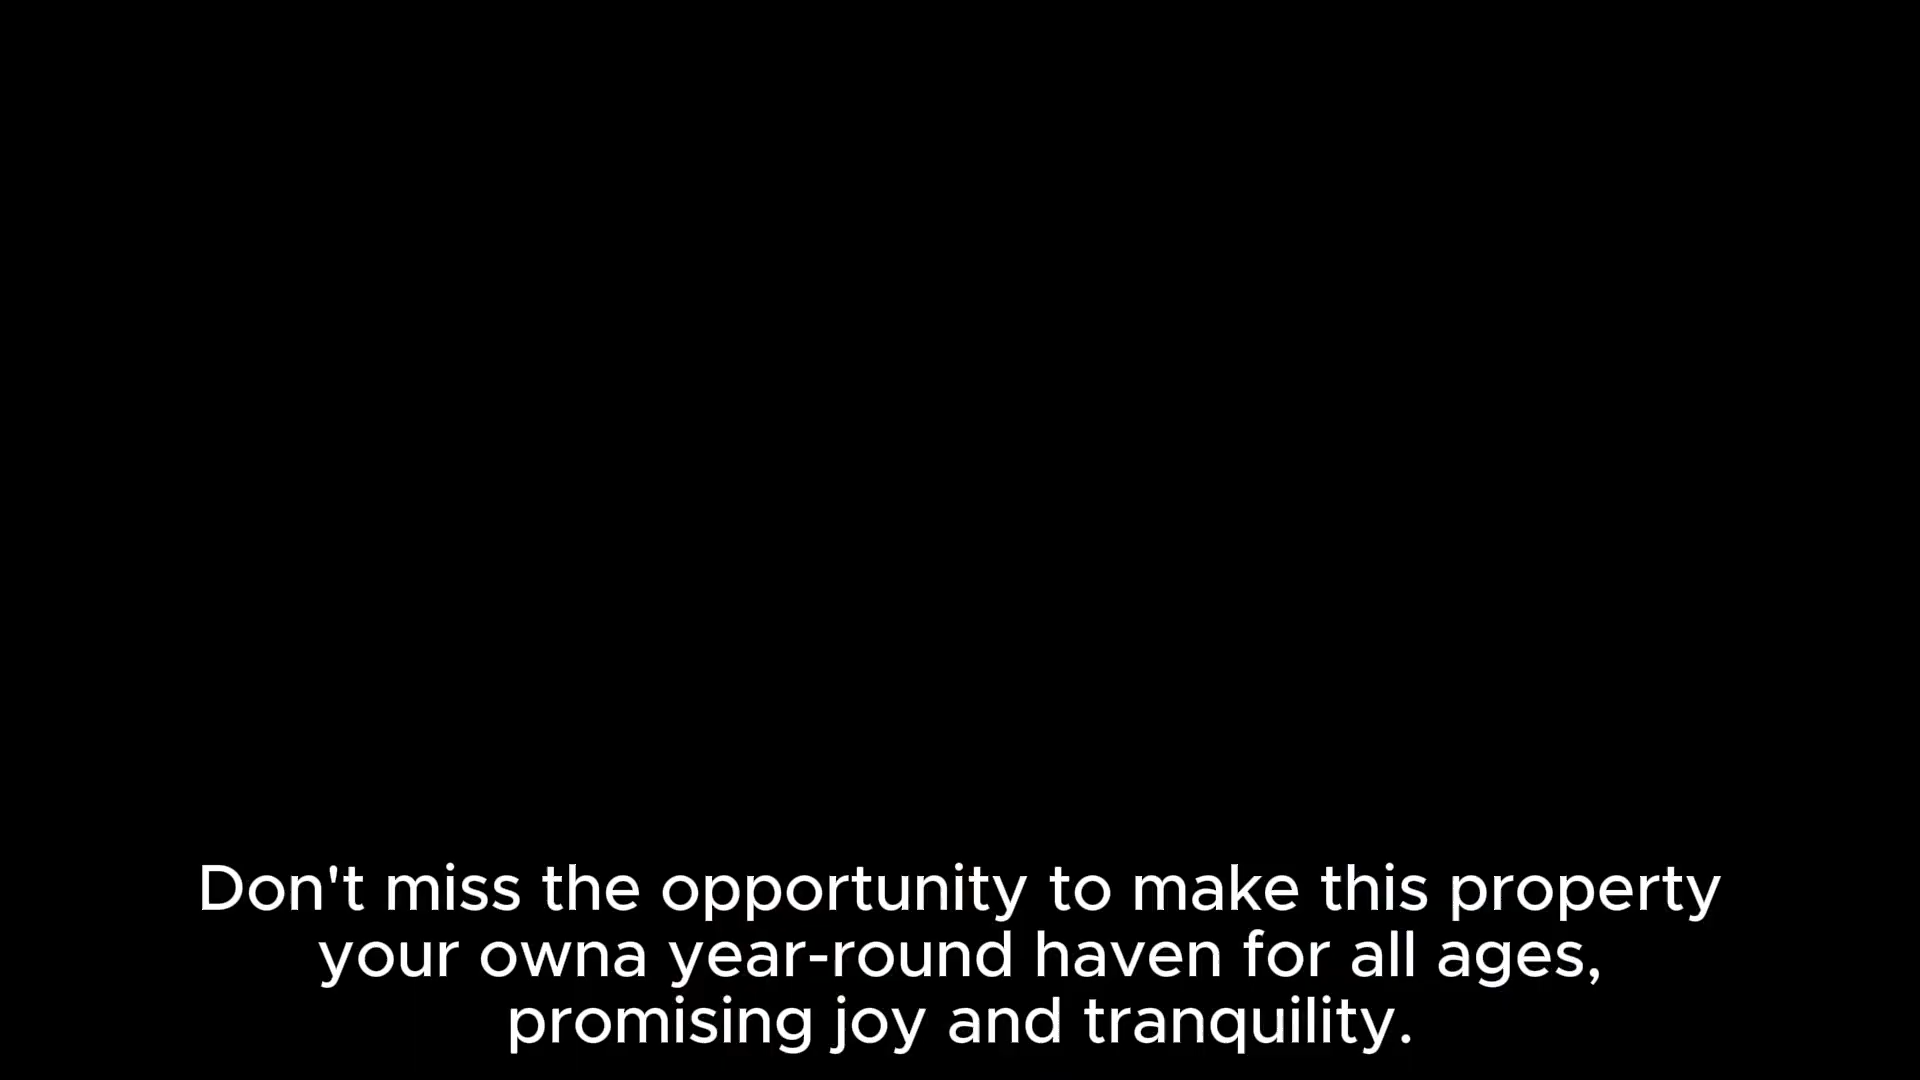 Don't miss the opportunity to make this property
your owna year-round haven for all ages,
promising joy and tranquility.